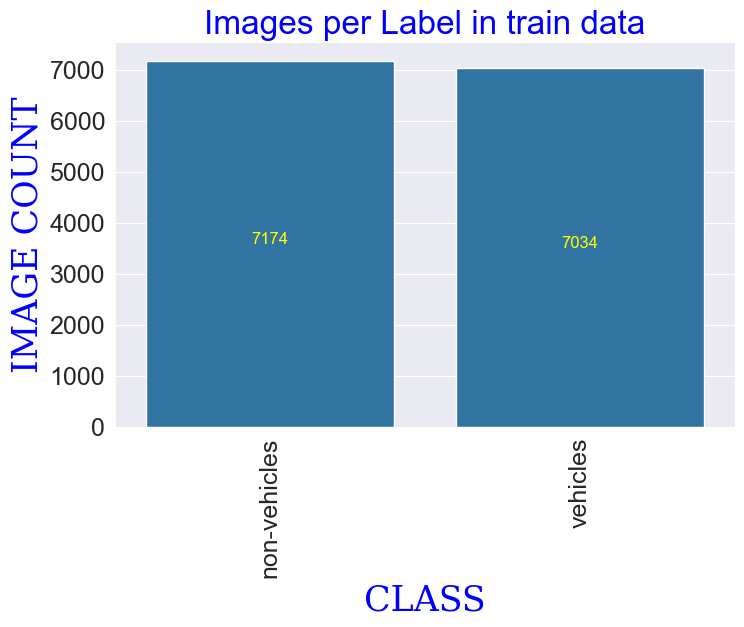 Images per Label in train data
IMAGE COUNT
7000
6000
5000
4000
3000
2000
1000
0
7174
7034
non-vehicles
vehicles
CLASS